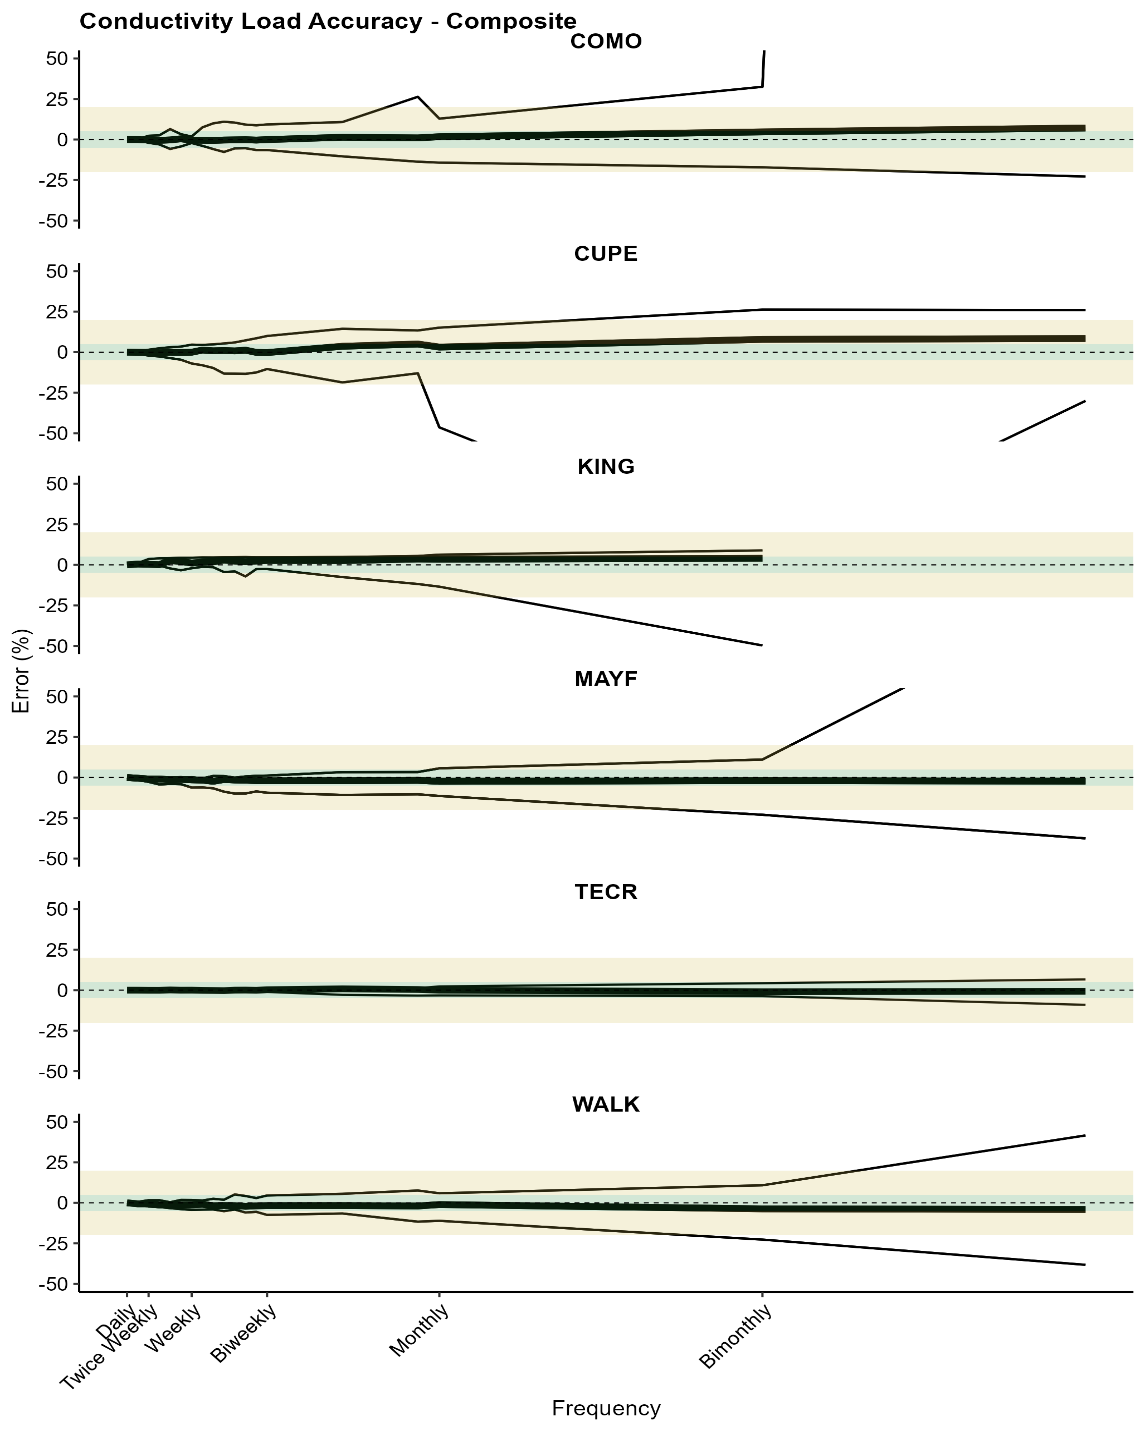 Conductivity Load Accuracy - Composite
COMO
50
25
0
-25
-50
CUPE
50
25
0
-25
-50
KING
50
25
0
-25
-50
MAYF
50
25
0
-25
-50
TECR
50
25
0
-25
-50
WALK
50
25
0
-25
-50
Error (%)
Daily
Twice Weekly
Weekly
Biweekly
Monthly
Bimonthly
Frequency